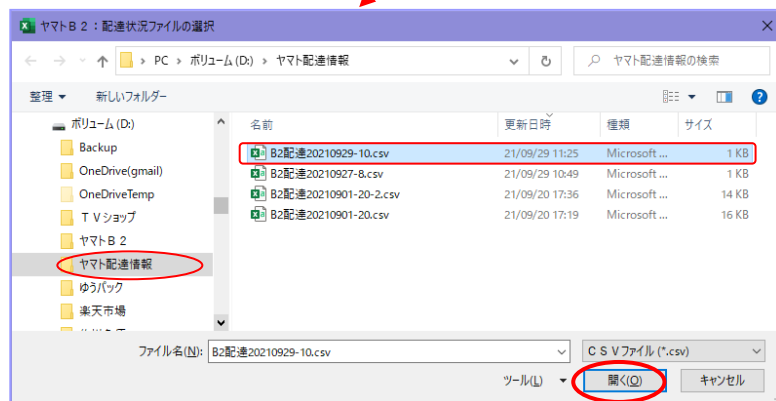 ヤマトB2：配達状況ファイルの選択
PC › ボリューム (D:) › ヤマト配達情報
ヤマト配達情報の検索
整理 新しいフォルダー
名前 更新日時 種類 サイズ
ボリューム (D:)
Backup
OneDrive(gmail)
OneDriveTemp
TVショップ
ヤマトB2
ヤマト配達情報
ゆうパック
楽天市場
B2配達20210929-10.csv 21/09/29 11:25 Microsoft ... 1 KB
B2配達20210927-8.csv 21/09/29 10:49 Microsoft ... 1 KB
B2配達20210901-20-2.csv 21/09/20 17:36 Microsoft ... 14 KB
B2配達20210901-20.csv 21/09/20 17:19 Microsoft ... 16 KB
ファイル名(N): B2配達20210929-10.csv CSVファイル (*.csv)
ツール(L) 開く(O) キャンセル